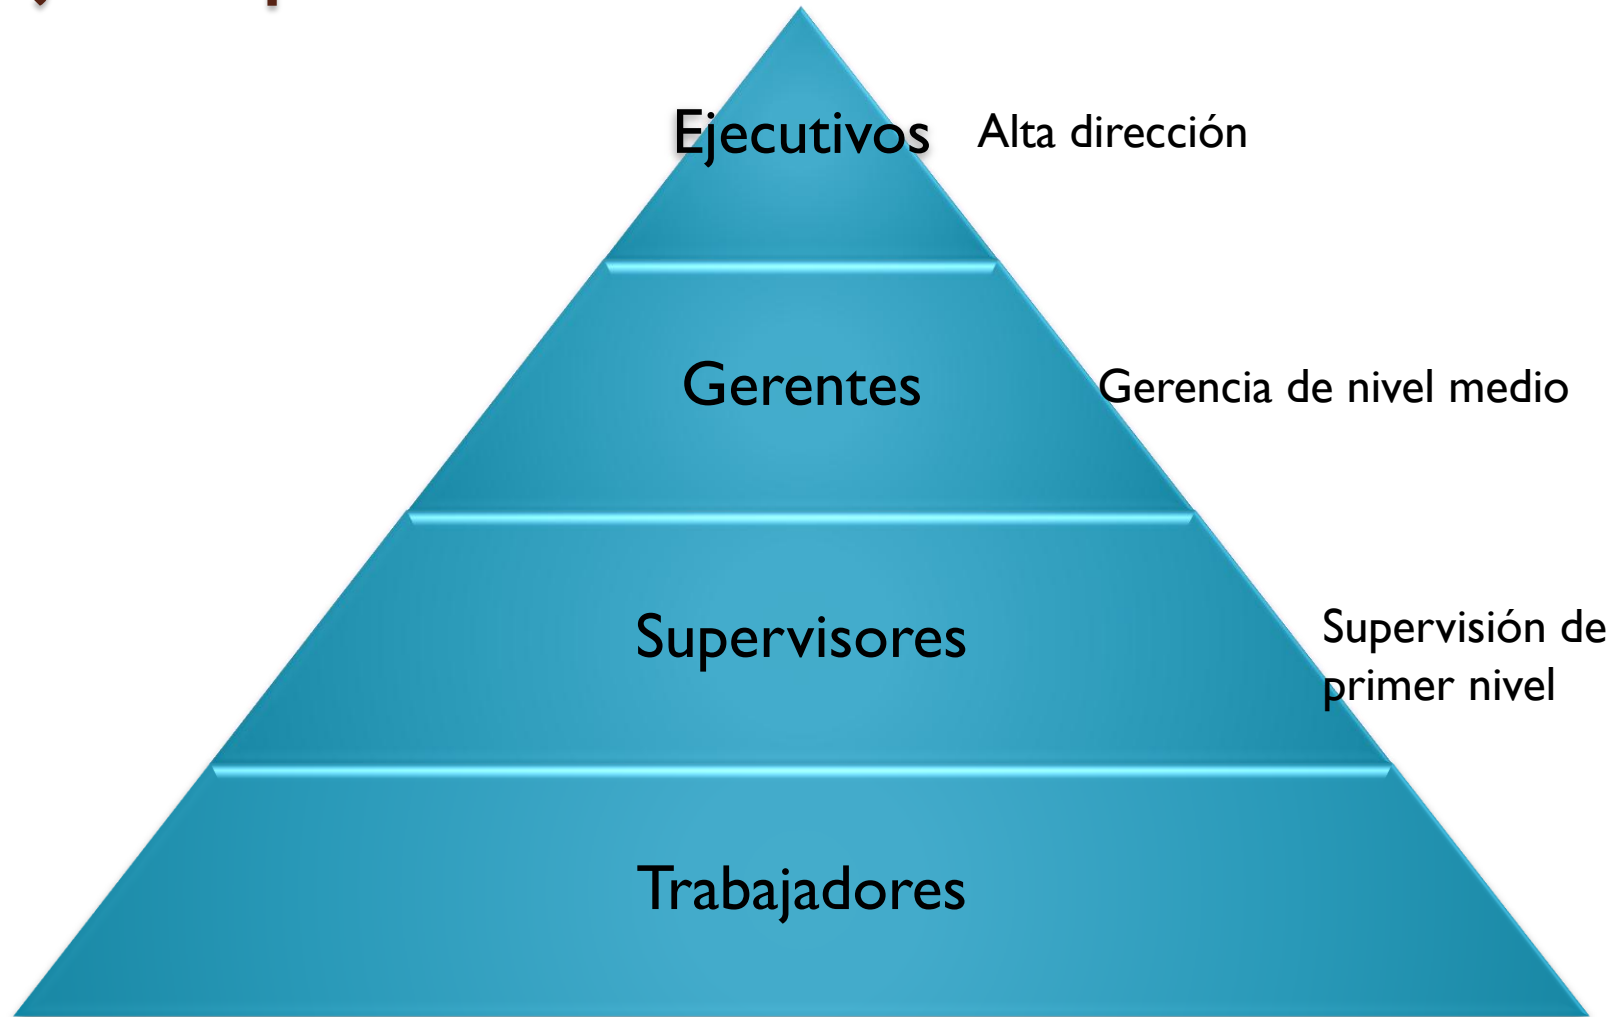 Ejecutivos
Alta dirección
Gerentes
Gerencia de nivel medio
Supervisores
Supervisión de
primer nivel
Trabajadores